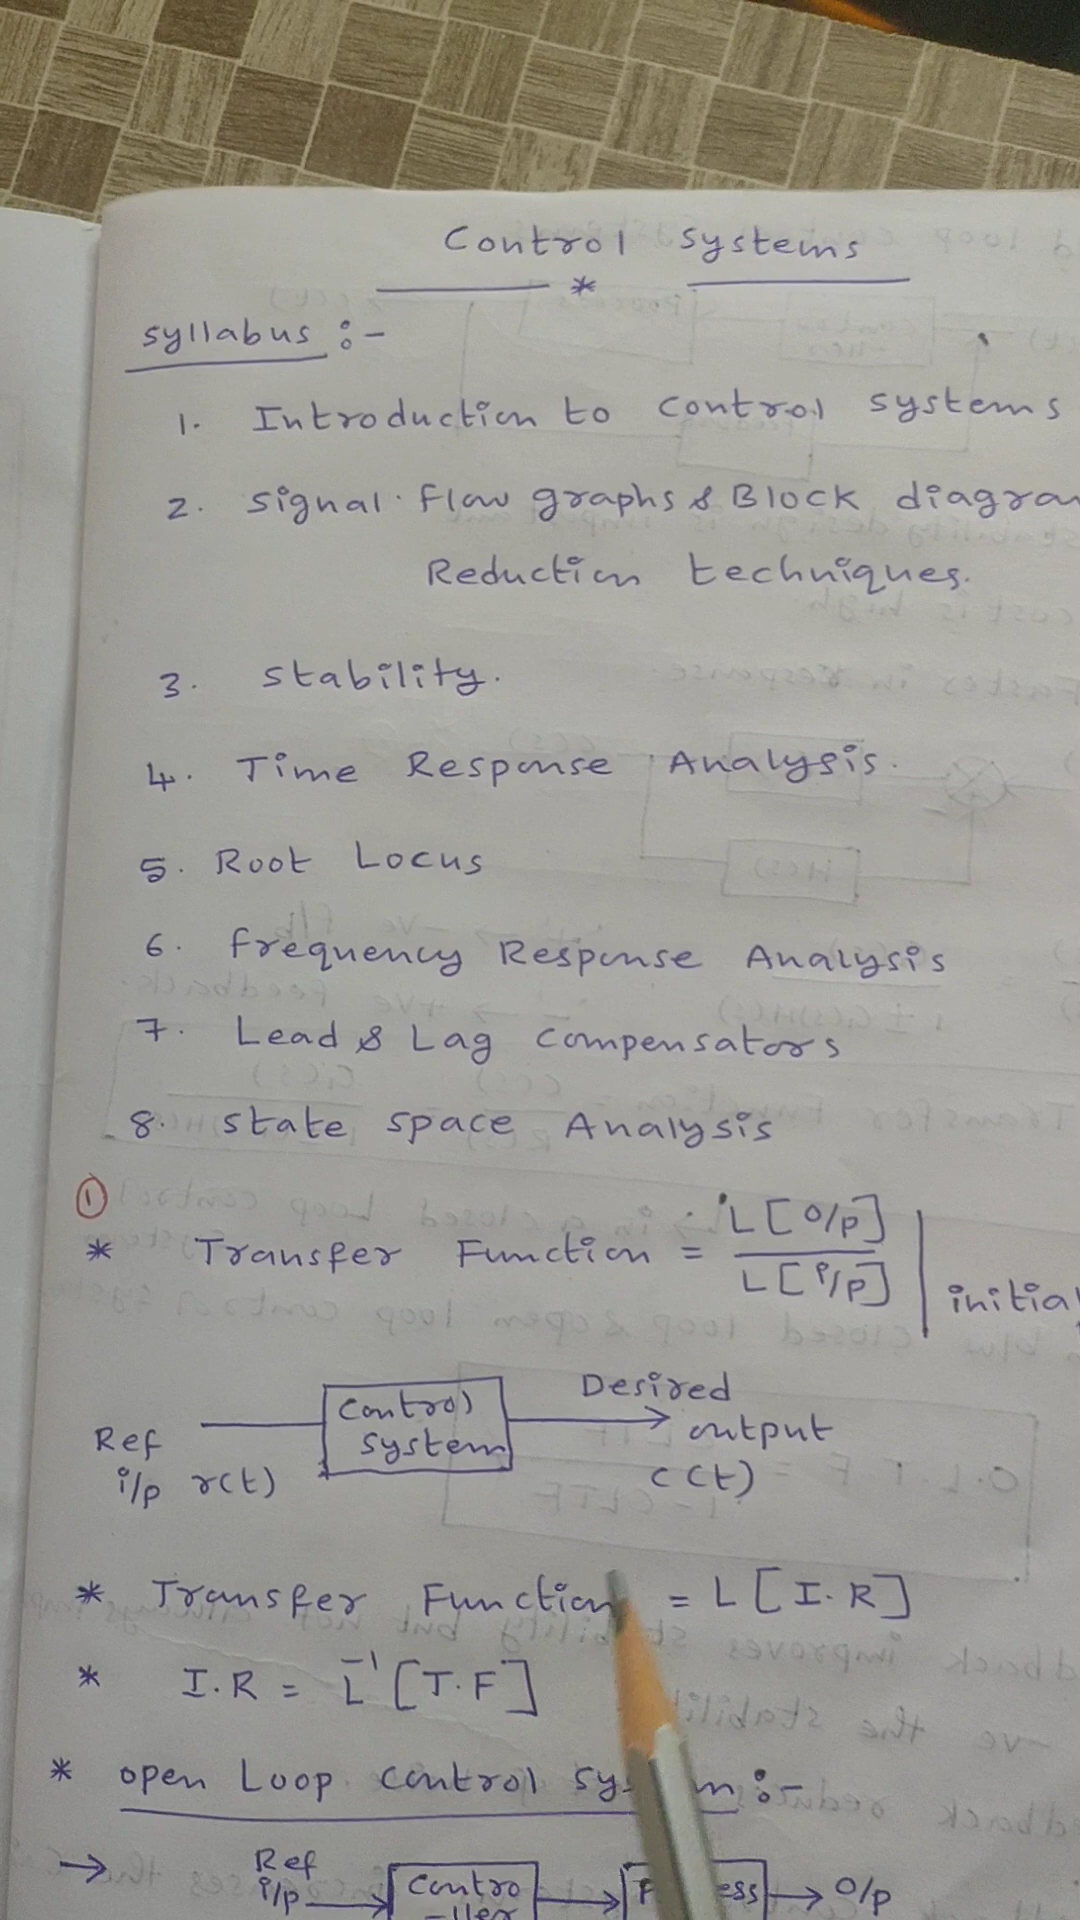 Control systems
*
syllabus :-
1. Introduction to control systems
2. signal flow graphs & Block diagram
Reduction techniques.
3. stability.
4. Time Response Analysis.
5. Root Locus
6. frequency Response Analysis
7. Lead & Lag compensators
8. state space Analysis
①
* Transfer Function = L[O/p] / L[i/p] | initial
Ref i/p r(t)
Control system
Desired output c(t)
* Transfer Function = L[I.R]
* I.R = L⁻¹[T.F]
* open Loop control :-
→ Ref i/p → Contro-ller → → O/p